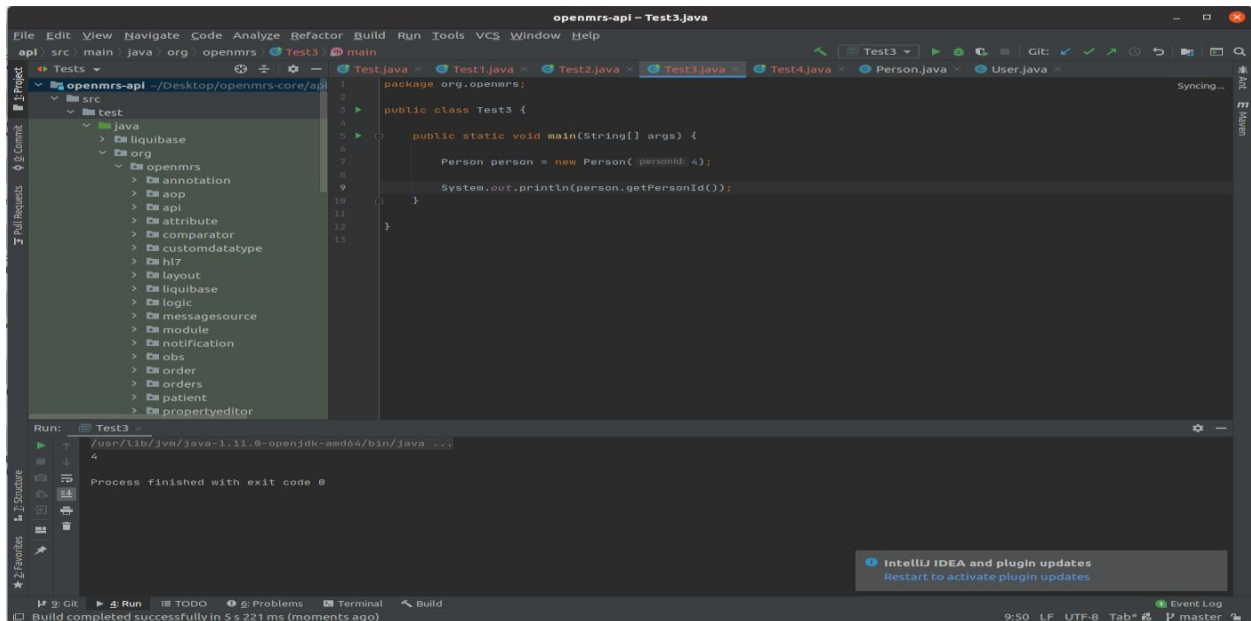 openmrs-api – Test3.java
File Edit View Navigate Code Analyze Refactor Build Run Tools VCS Window Help
api src main java org openmrs Test3 main
Test3
Git:
1: Project
0: Commit
Pull Requests
Z: Structure
2: Favorites
Tests
openmrs-api ~/Desktop/openmrs-core/api
src
test
java
liquibase
org
openmrs
annotation
aop
api
attribute
comparator
customdatatype
hl7
layout
liquibase
logic
messagesource
module
notification
obs
order
orders
patient
propertyeditor
Test.java Test1.java Test2.java Test3.java Test4.java Person.java User.java
1 package org.openmrs;
2
3 public class Test3 {
4
5 public static void main(String[] args) {
6
7 Person person = new Person( personId: 4);
8
9 System.out.println(person.getPersonId());
10 }
11
12 }
13
Syncing...
Ant
m Maven
Run: Test3
/usr/lib/jvm/java-1.11.0-openjdk-amd64/bin/java ...
4
Process finished with exit code 0
IntelliJ IDEA and plugin updates
Restart to activate plugin updates
9: Git 4: Run TODO 6: Problems Terminal Build
1 Event Log
Build completed successfully in 5 s 221 ms (moments ago)
9:50 LF UTF-8 Tab* master